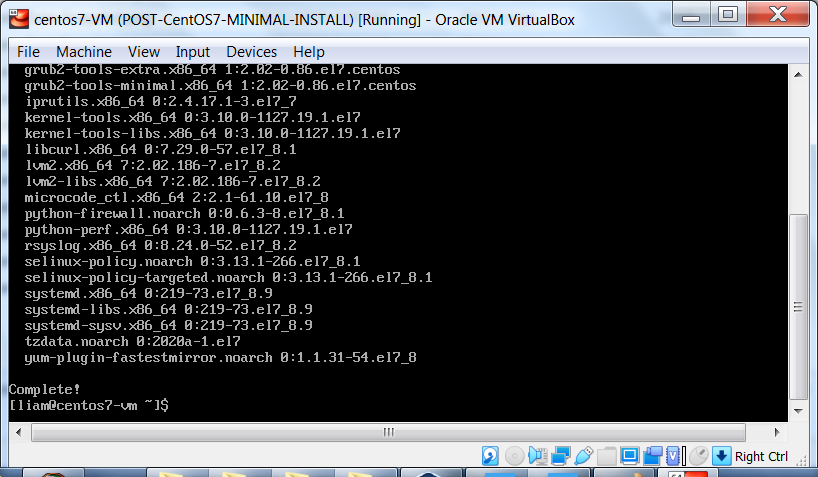 centos7-VM (POST-CentOS7-MINIMAL-INSTALL) [Running] - Oracle VM VirtualBox
File Machine View Input Devices Help
grub2-tools-extra.x86_64 1:2.02-0.86.el7.centos
grub2-tools-minimal.x86_64 1:2.02-0.86.el7.centos
iprutils.x86_64 0:2.4.17.1-3.el7_7
kernel-tools.x86_64 0:3.10.0-1127.19.1.el7
kernel-tools-libs.x86_64 0:3.10.0-1127.19.1.el7
libcurl.x86_64 0:7.29.0-57.el7_8.1
lvm2.x86_64 7:2.02.186-7.el7_8.2
lvm2-libs.x86_64 7:2.02.186-7.el7_8.2
microcode_ctl.x86_64 2:2.1-61.10.el7_8
python-firewall.noarch 0:0.6.3-8.el7_8.1
python-perf.x86_64 0:3.10.0-1127.19.1.el7
rsyslog.x86_64 0:8.24.0-52.el7_8.2
selinux-policy.noarch 0:3.13.1-266.el7_8.1
selinux-policy-targeted.noarch 0:3.13.1-266.el7_8.1
systemd.x86_64 0:219-73.el7_8.9
systemd-libs.x86_64 0:219-73.el7_8.9
systemd-sysv.x86_64 0:219-73.el7_8.9
tzdata.noarch 0:2020a-1.el7
yum-plugin-fastestmirror.noarch 0:1.1.31-54.el7_8
Complete!
[liam@centos7-vm ~]$
Right Ctrl